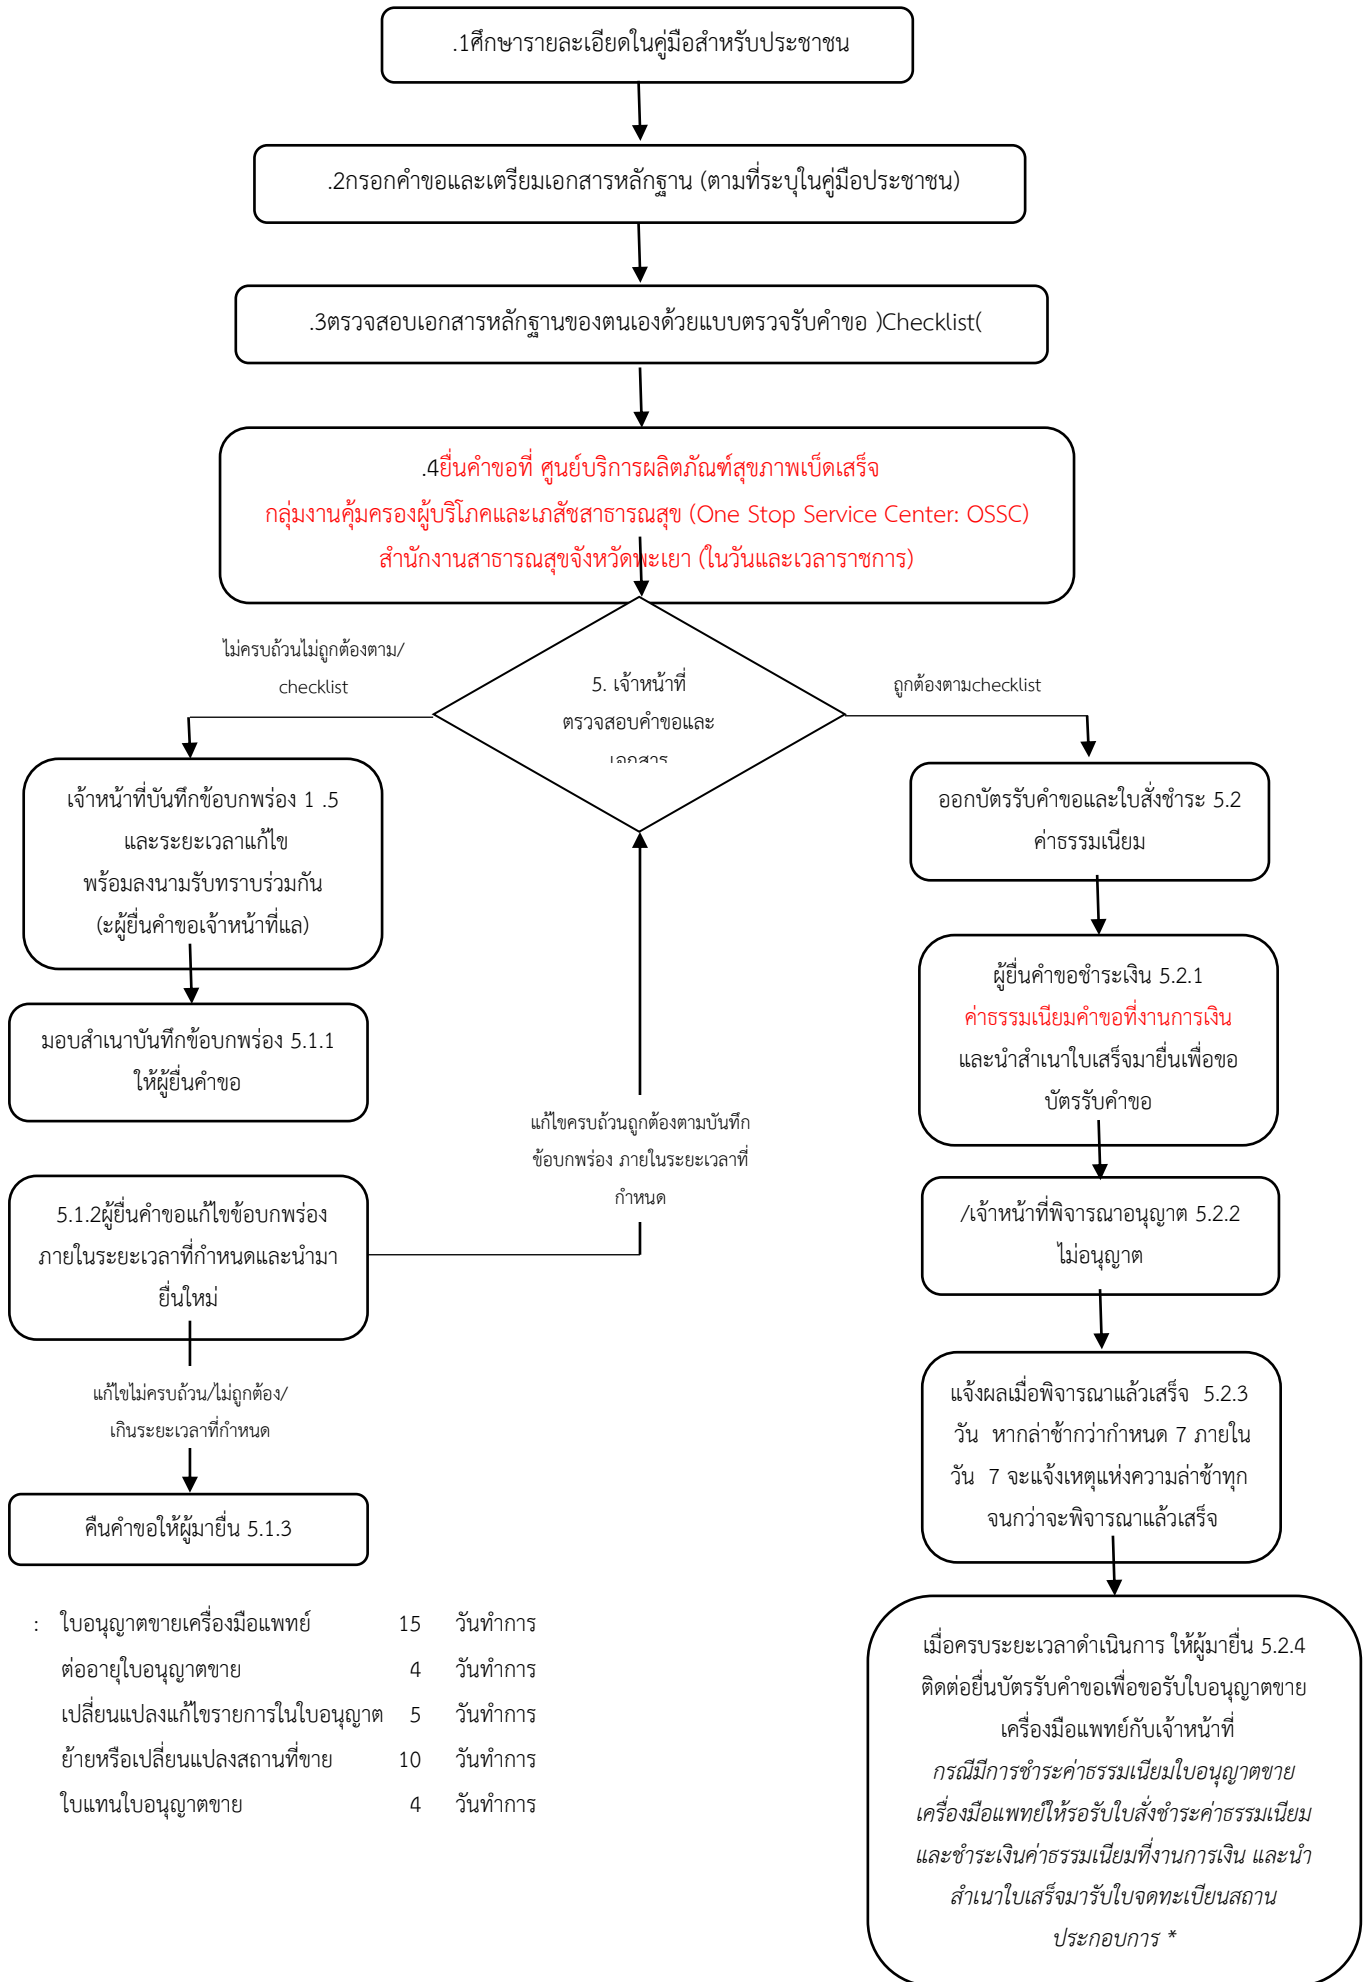 .1ศึกษารายละเอียดในคู่มือสำหรับประชาชน
.2กรอกคำขอและเตรียมเอกสารหลักฐาน (ตามที่ระบุในคู่มือประชาชน)
.3ตรวจสอบเอกสารหลักฐานของตนเองด้วยแบบตรวจรับคำขอ )Checklist(
.4ยื่นคำขอที่ ศูนย์บริการผลิตภัณฑ์สุขภาพเบ็ดเสร็จ
กลุ่มงานคุ้มครองผู้บริโภคและเภสัชสาธารณสุข (One Stop Service Center: OSSC)
สำนักงานสาธารณสุขจังหวัดพะเยา (ในวันและเวลาราชการ)
ไม่ครบถ้วนไม่ถูกต้องตาม/
checklist
5. เจ้าหน้าที่
ตรวจสอบคำขอและ
เอกสาร
ถูกต้องตามchecklist
เจ้าหน้าที่บันทึกข้อบกพร่อง 1 .5
และระยะเวลาแก้ไข
พร้อมลงนามรับทราบร่วมกัน
(ะผู้ยื่นคำขอเจ้าหน้าที่แล)
มอบสำเนาบันทึกข้อบกพร่อง 5.1.1
ให้ผู้ยื่นคำขอ
5.1.2ผู้ยื่นคำขอแก้ไขข้อบกพร่อง
ภายในระยะเวลาที่กำหนดและนำมา
ยื่นใหม่
แก้ไขครบถ้วนถูกต้องตามบันทึก
ข้อบกพร่อง ภายในระยะเวลาที่
กำหนด
แก้ไขไม่ครบถ้วน/ไม่ถูกต้อง/
เกินระยะเวลาที่กำหนด
คืนคำขอให้ผู้มายื่น 5.1.3
ออกบัตรรับคำขอและใบสั่งชำระ 5.2
ค่าธรรมเนียม
ผู้ยื่นคำขอชำระเงิน 5.2.1
ค่าธรรมเนียมคำขอที่งานการเงิน
และนำสำเนาใบเสร็จมายื่นเพื่อขอ
บัตรรับคำขอ
/เจ้าหน้าที่พิจารณาอนุญาต 5.2.2
ไม่อนุญาต
แจ้งผลเมื่อพิจารณาแล้วเสร็จ 5.2.3
วัน หากล่าช้ากว่ากำหนด 7 ภายใน
วัน 7 จะแจ้งเหตุแห่งความล่าช้าทุก
จนกว่าจะพิจารณาแล้วเสร็จ
เมื่อครบระยะเวลาดำเนินการ ให้ผู้มายื่น 5.2.4
ติดต่อยื่นบัตรรับคำขอเพื่อขอรับใบอนุญาตขาย
เครื่องมือแพทย์กับเจ้าหน้าที่
กรณีมีการชำระค่าธรรมเนียมใบอนุญาตขาย
เครื่องมือแพทย์ให้รอรับใบสั่งชำระค่าธรรมเนียม
และชำระเงินค่าธรรมเนียมที่งานการเงิน และนำ
สำเนาใบเสร็จมารับใบจดทะเบียนสถาน
ประกอบการ *
: ใบอนุญาตขายเครื่องมือแพทย์ 15 วันทำการ
ต่ออายุใบอนุญาตขาย 4 วันทำการ
เปลี่ยนแปลงแก้ไขรายการในใบอนุญาต 5 วันทำการ
ย้ายหรือเปลี่ยนแปลงสถานที่ขาย 10 วันทำการ
ใบแทนใบอนุญาตขาย 4 วันทำการ